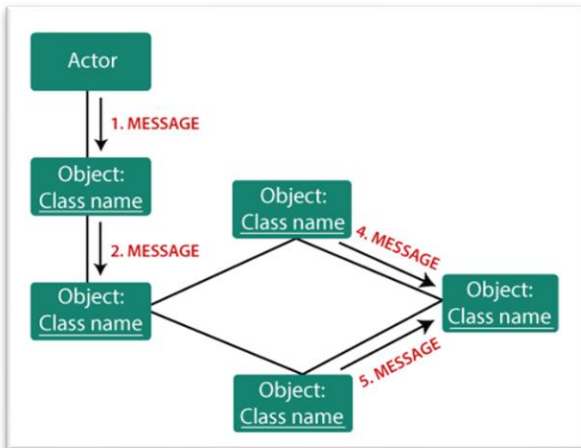 Actor
1. MESSAGE
Object:
Class name
2. MESSAGE
Object:
Class name
Object:
Class name
4. MESSAGE
Object:
Class name
5. MESSAGE
Object:
Class name